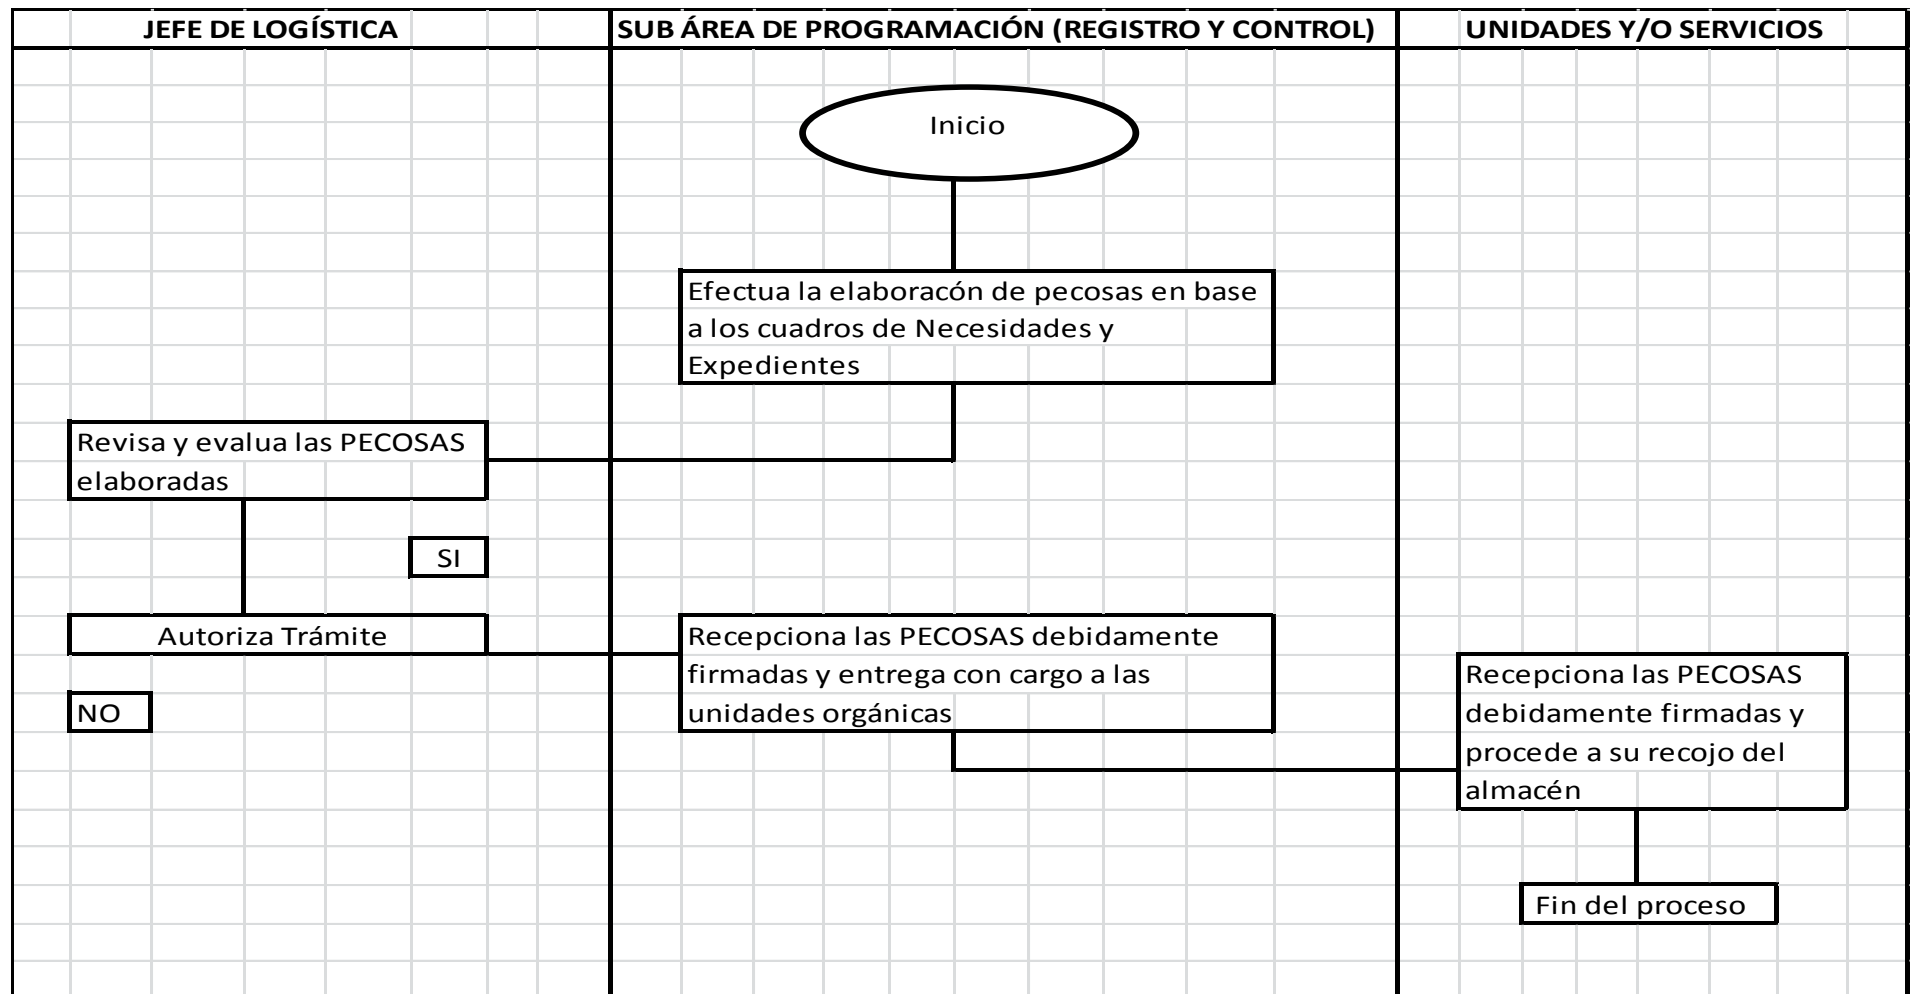 JEFE DE LOGÍSTICA
SUB ÁREA DE PROGRAMACIÓN (REGISTRO Y CONTROL)
UNIDADES Y/O SERVICIOS
Inicio
Efectua la elaboracón de pecosas en base
a los cuadros de Necesidades y
Expedientes
Revisa y evalua las PECOSAS
elaboradas
SI
Autoriza Trámite
NO
Recepciona las PECOSAS debidamente
firmadas y entrega con cargo a las
unidades orgánicas
Recepciona las PECOSAS
debidamente firmadas y
procede a su recojo del
almacén
Fin del proceso